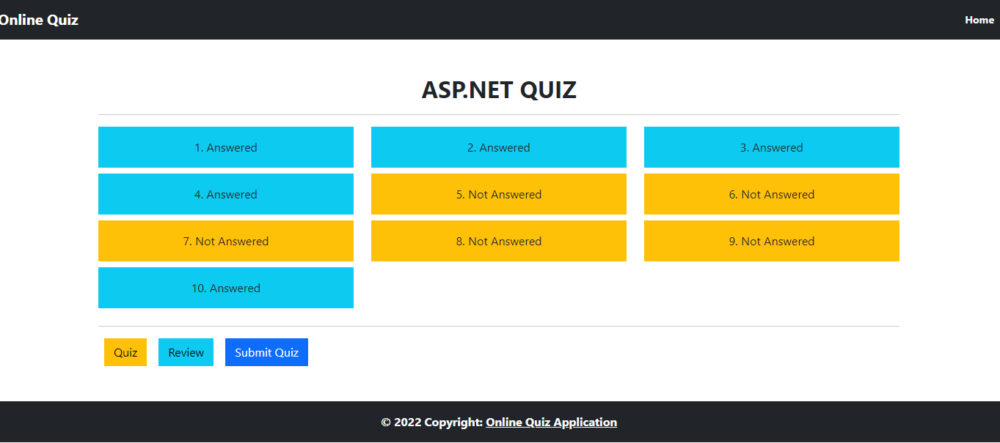 Online Quiz Home
ASP.NET QUIZ
1. Answered 2. Answered 3. Answered
4. Answered 5. Not Answered 6. Not Answered
7. Not Answered 8. Not Answered 9. Not Answered
10. Answered
Quiz Review Submit Quiz
© 2022 Copyright: Online Quiz Application